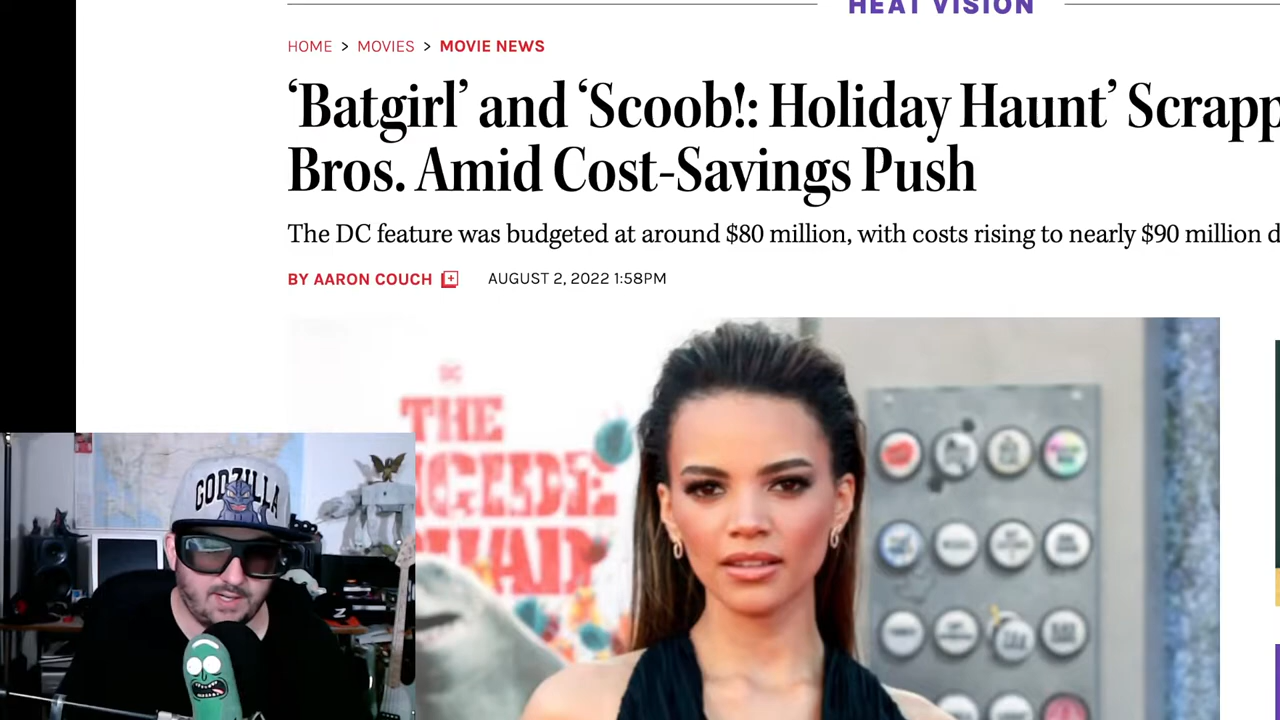 HEAT VISION
HOME > MOVIES > MOVIE NEWS
‘Batgirl’ and ‘Scoob!: Holiday Haunt’ Scrapp
Bros. Amid Cost-Savings Push
The DC feature was budgeted at around $80 million, with costs rising to nearly $90 million d
BY AARON COUCH AUGUST 2, 2022 1:58PM
THE
GODZILLA